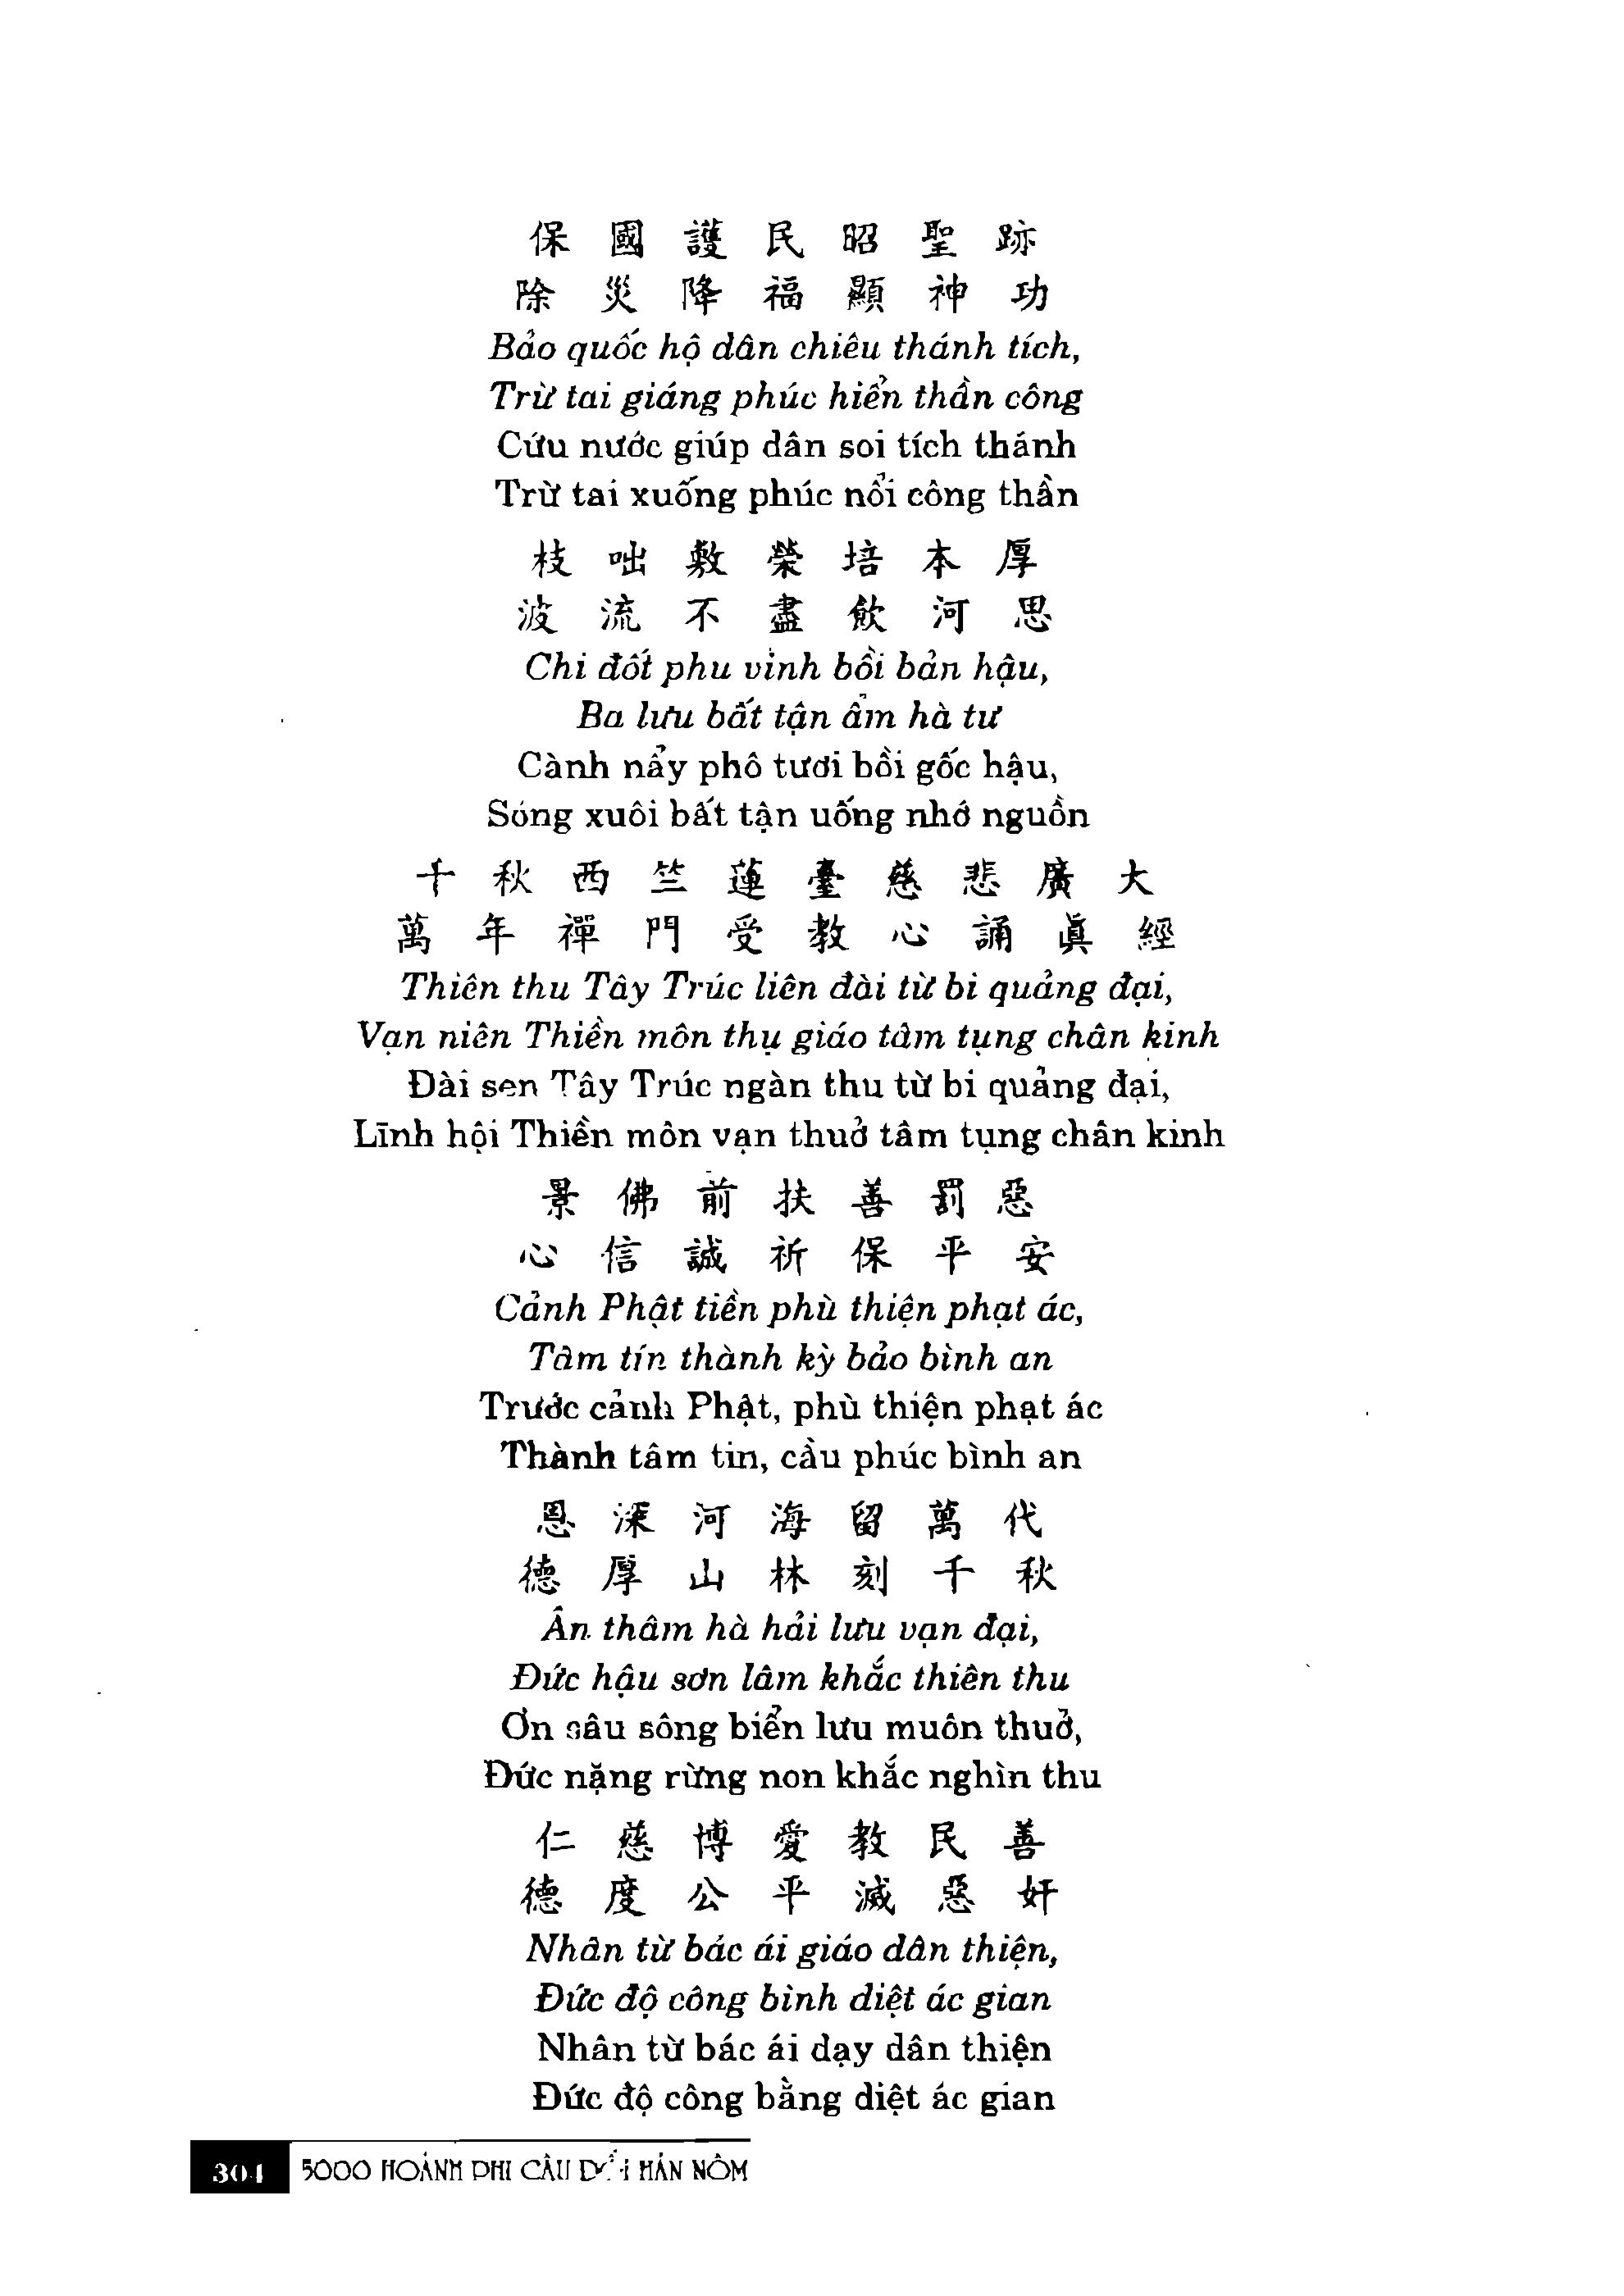 保國護民昭聖跡
除災降福顯神功
Bảo quốc hộ dân chiêu thánh tích,
Trừ tai giáng phúc hiển thần công
Cứu nước giúp dân soi tích thánh
Trừ tai xuống phúc nổi công thần
枝咄敷榮培本厚
波流不盡飲河思
Chi đốt phu vinh bồi bản hậu,
Ba lưu bất tận ẩm hà tư
Cành nẩy phô tươi bồi gốc hậu,
Sóng xuôi bất tận uống nhớ nguồn
千秋西竺蓮臺慈悲廣大
萬年禪門受教心誦眞經
Thiên thu Tây Trúc liên đài từ bi quảng đại,
Vạn niên Thiền môn thụ giáo tâm tụng chân kinh
Đài sen Tây Trúc ngàn thu từ bi quảng đại,
Lĩnh hội Thiền môn vạn thuở tâm tụng chân kinh
景佛前扶善罰惡
心信誠祈保平安
Cảnh Phật tiền phù thiện phạt ác,
Tâm tín thành kỳ bảo bình an
Trước cảnh Phật, phù thiện phạt ác
Thành tâm tin, cầu phúc bình an
恩深河海留萬代
德厚山林刻千秋
Ân thâm hà hải lưu vạn đại,
Đức hậu sơn lâm khắc thiên thu
Ơn sâu sông biển lưu muôn thuở,
Đức nặng rừng non khắc nghìn thu
仁慈博愛教民善
德度公平滅惡奸
Nhân từ bác ái giáo dân thiện,
Đức độ công bình diệt ác gian
Nhân từ bác ái dạy dân thiện
Đức độ công bằng diệt ác gian
304 5000 HOÀNH PHI CÂU ĐỐI HÁN NÔM